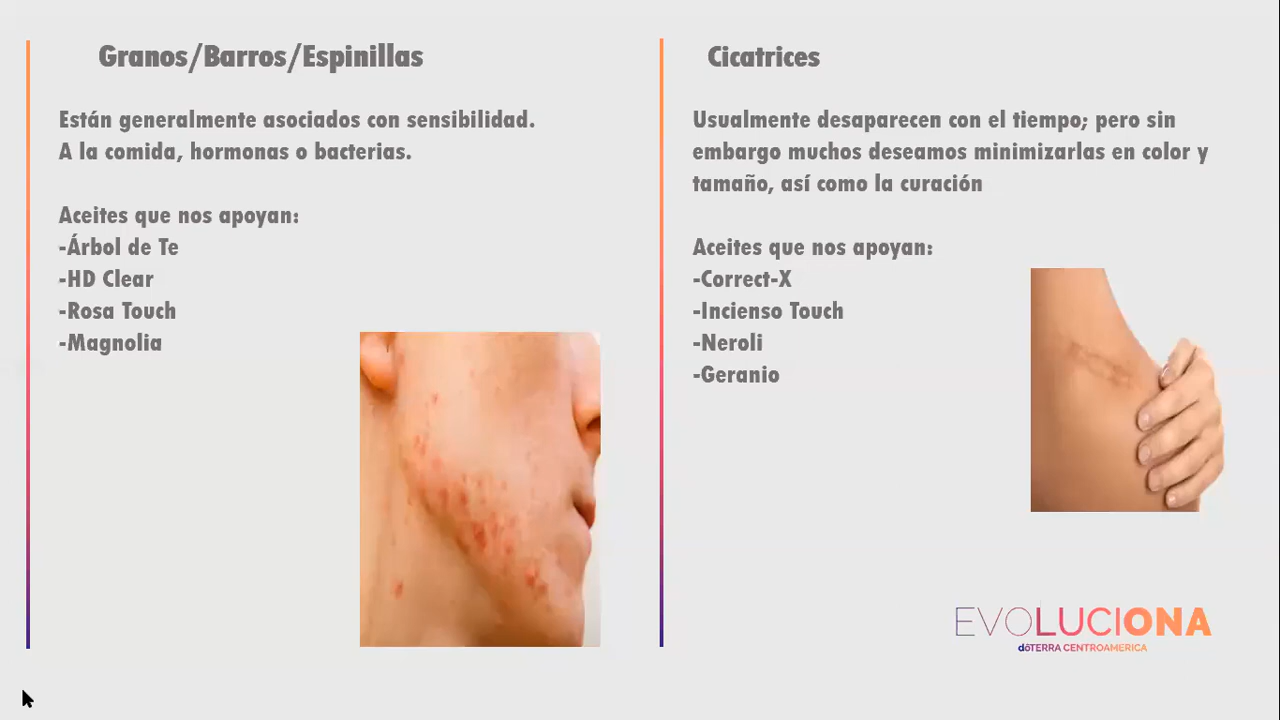 Granos/Barros/Espinillas
Están generalmente asociados con sensibilidad.
A la comida, hormonas o bacterias.
Aceites que nos apoyan:
-Árbol de Te
-HD Clear
-Rosa Touch
-Magnolia
Cicatrices
Usualmente desaparecen con el tiempo; pero sin
embargo muchos deseamos minimizarlas en color y
tamaño, así como la curación
Aceites que nos apoyan:
-Correct-X
-Incienso Touch
-Neroli
-Geranio
EVOLUCIONA
dōTERRA CENTROAMERICA